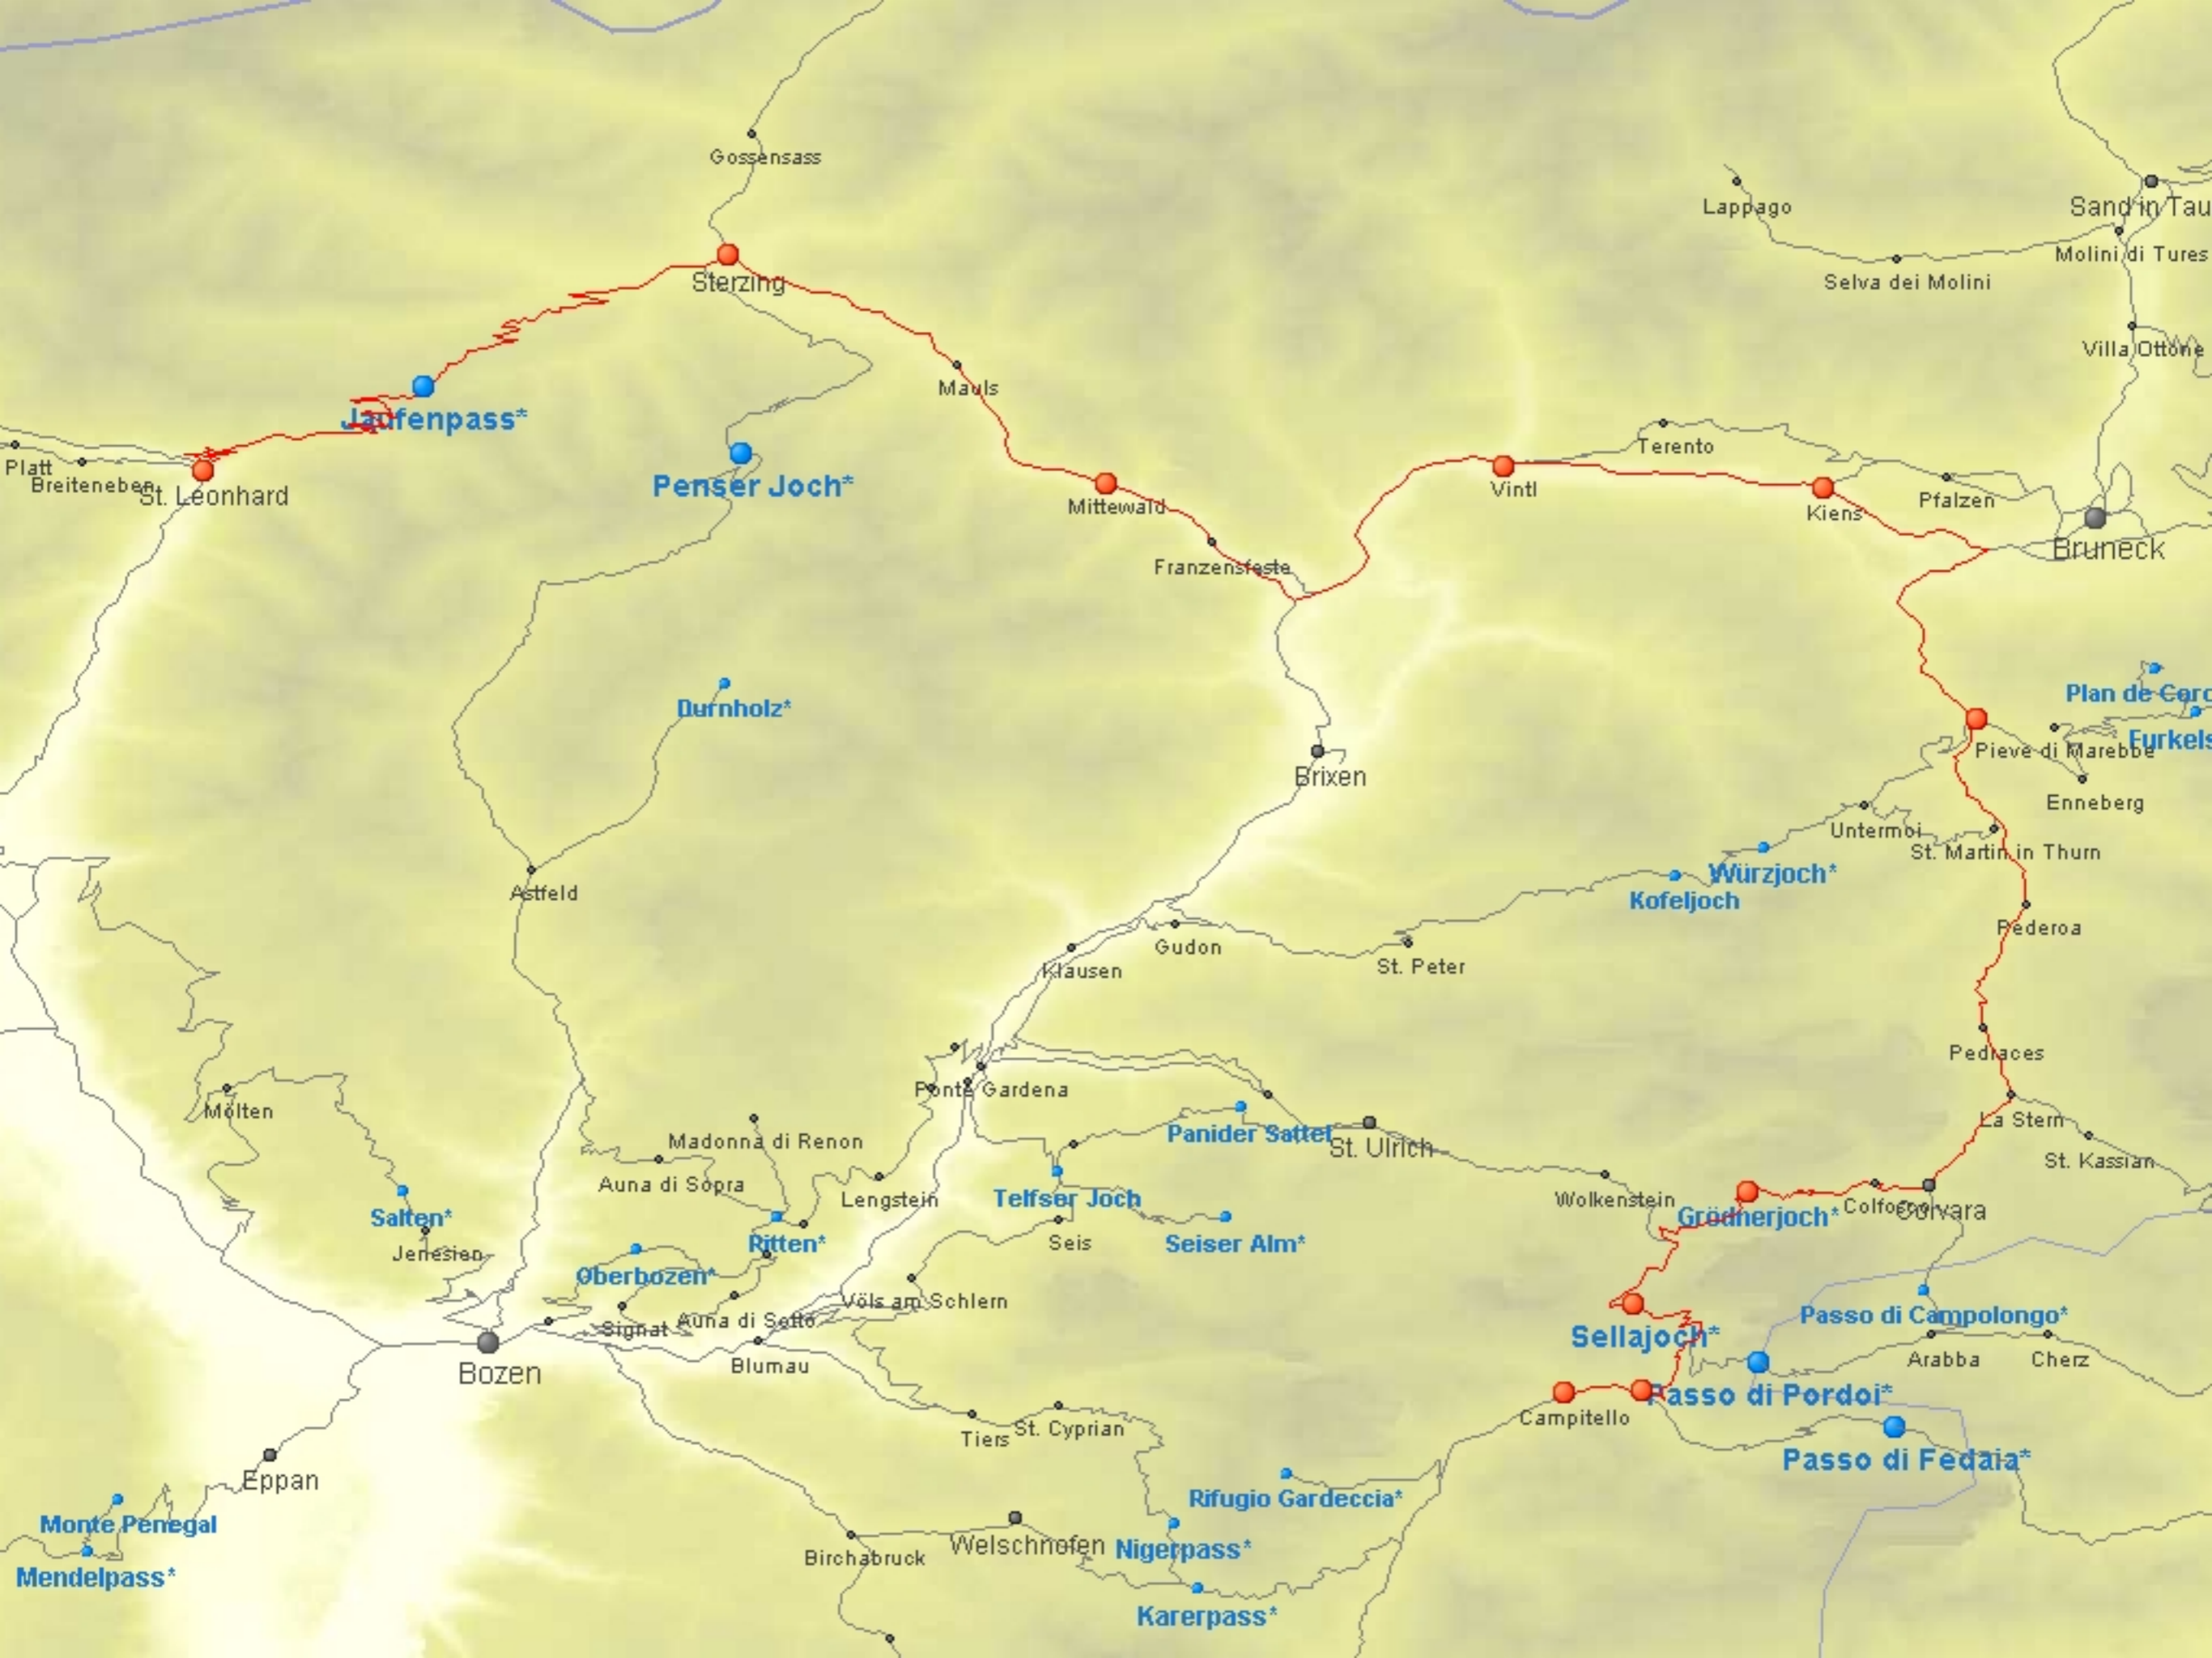 Gossensass
Sand in Tau
Lappago
Molini di Tures
Selva dei Molini
Sterzing
Villa Ottone
Mauls
Jaufenpass*
Terento
Platt
Breiteneben
St. Leonhard
Penser Joch*
Vintl
Pfalzen
Mittewald
Kiens
Bruneck
Franzensfeste
Durnholz*
Plan de Coro
Furkels
Pieve di Marebbe
Brixen
Enneberg
Untermoi
St. Martin in Thurn
Würzjoch*
Astfeld
Kofeljoch
Pederoa
Gudon
St. Peter
Klausen
Pedraces
Ponte Gardena
Mölten
La Stern
Panider Sattel
Madonna di Renon
St. Ulrich
St. Kassian
Auna di Sopra
Lengstein
Telfser Joch
Wolkenstein
Colfosco
Corvara
Salten*
Grödnerjoch*
Ritten*
Seis
Seiser Alm*
Jenesien
Oberbozen*
Völs am Schlern
Passo di Campolongo*
Auna di Sotto
Signat
Sellajoch*
Arabba
Cherz
Blumau
Bozen
Passo di Pordoi*
Campitello
St. Cyprian
Tiers
Passo di Fedaia*
Eppan
Rifugio Gardeccia*
Monte Penegal
Welschnofen
Nigerpass*
Birchabruck
Mendelpass*
Karerpass*